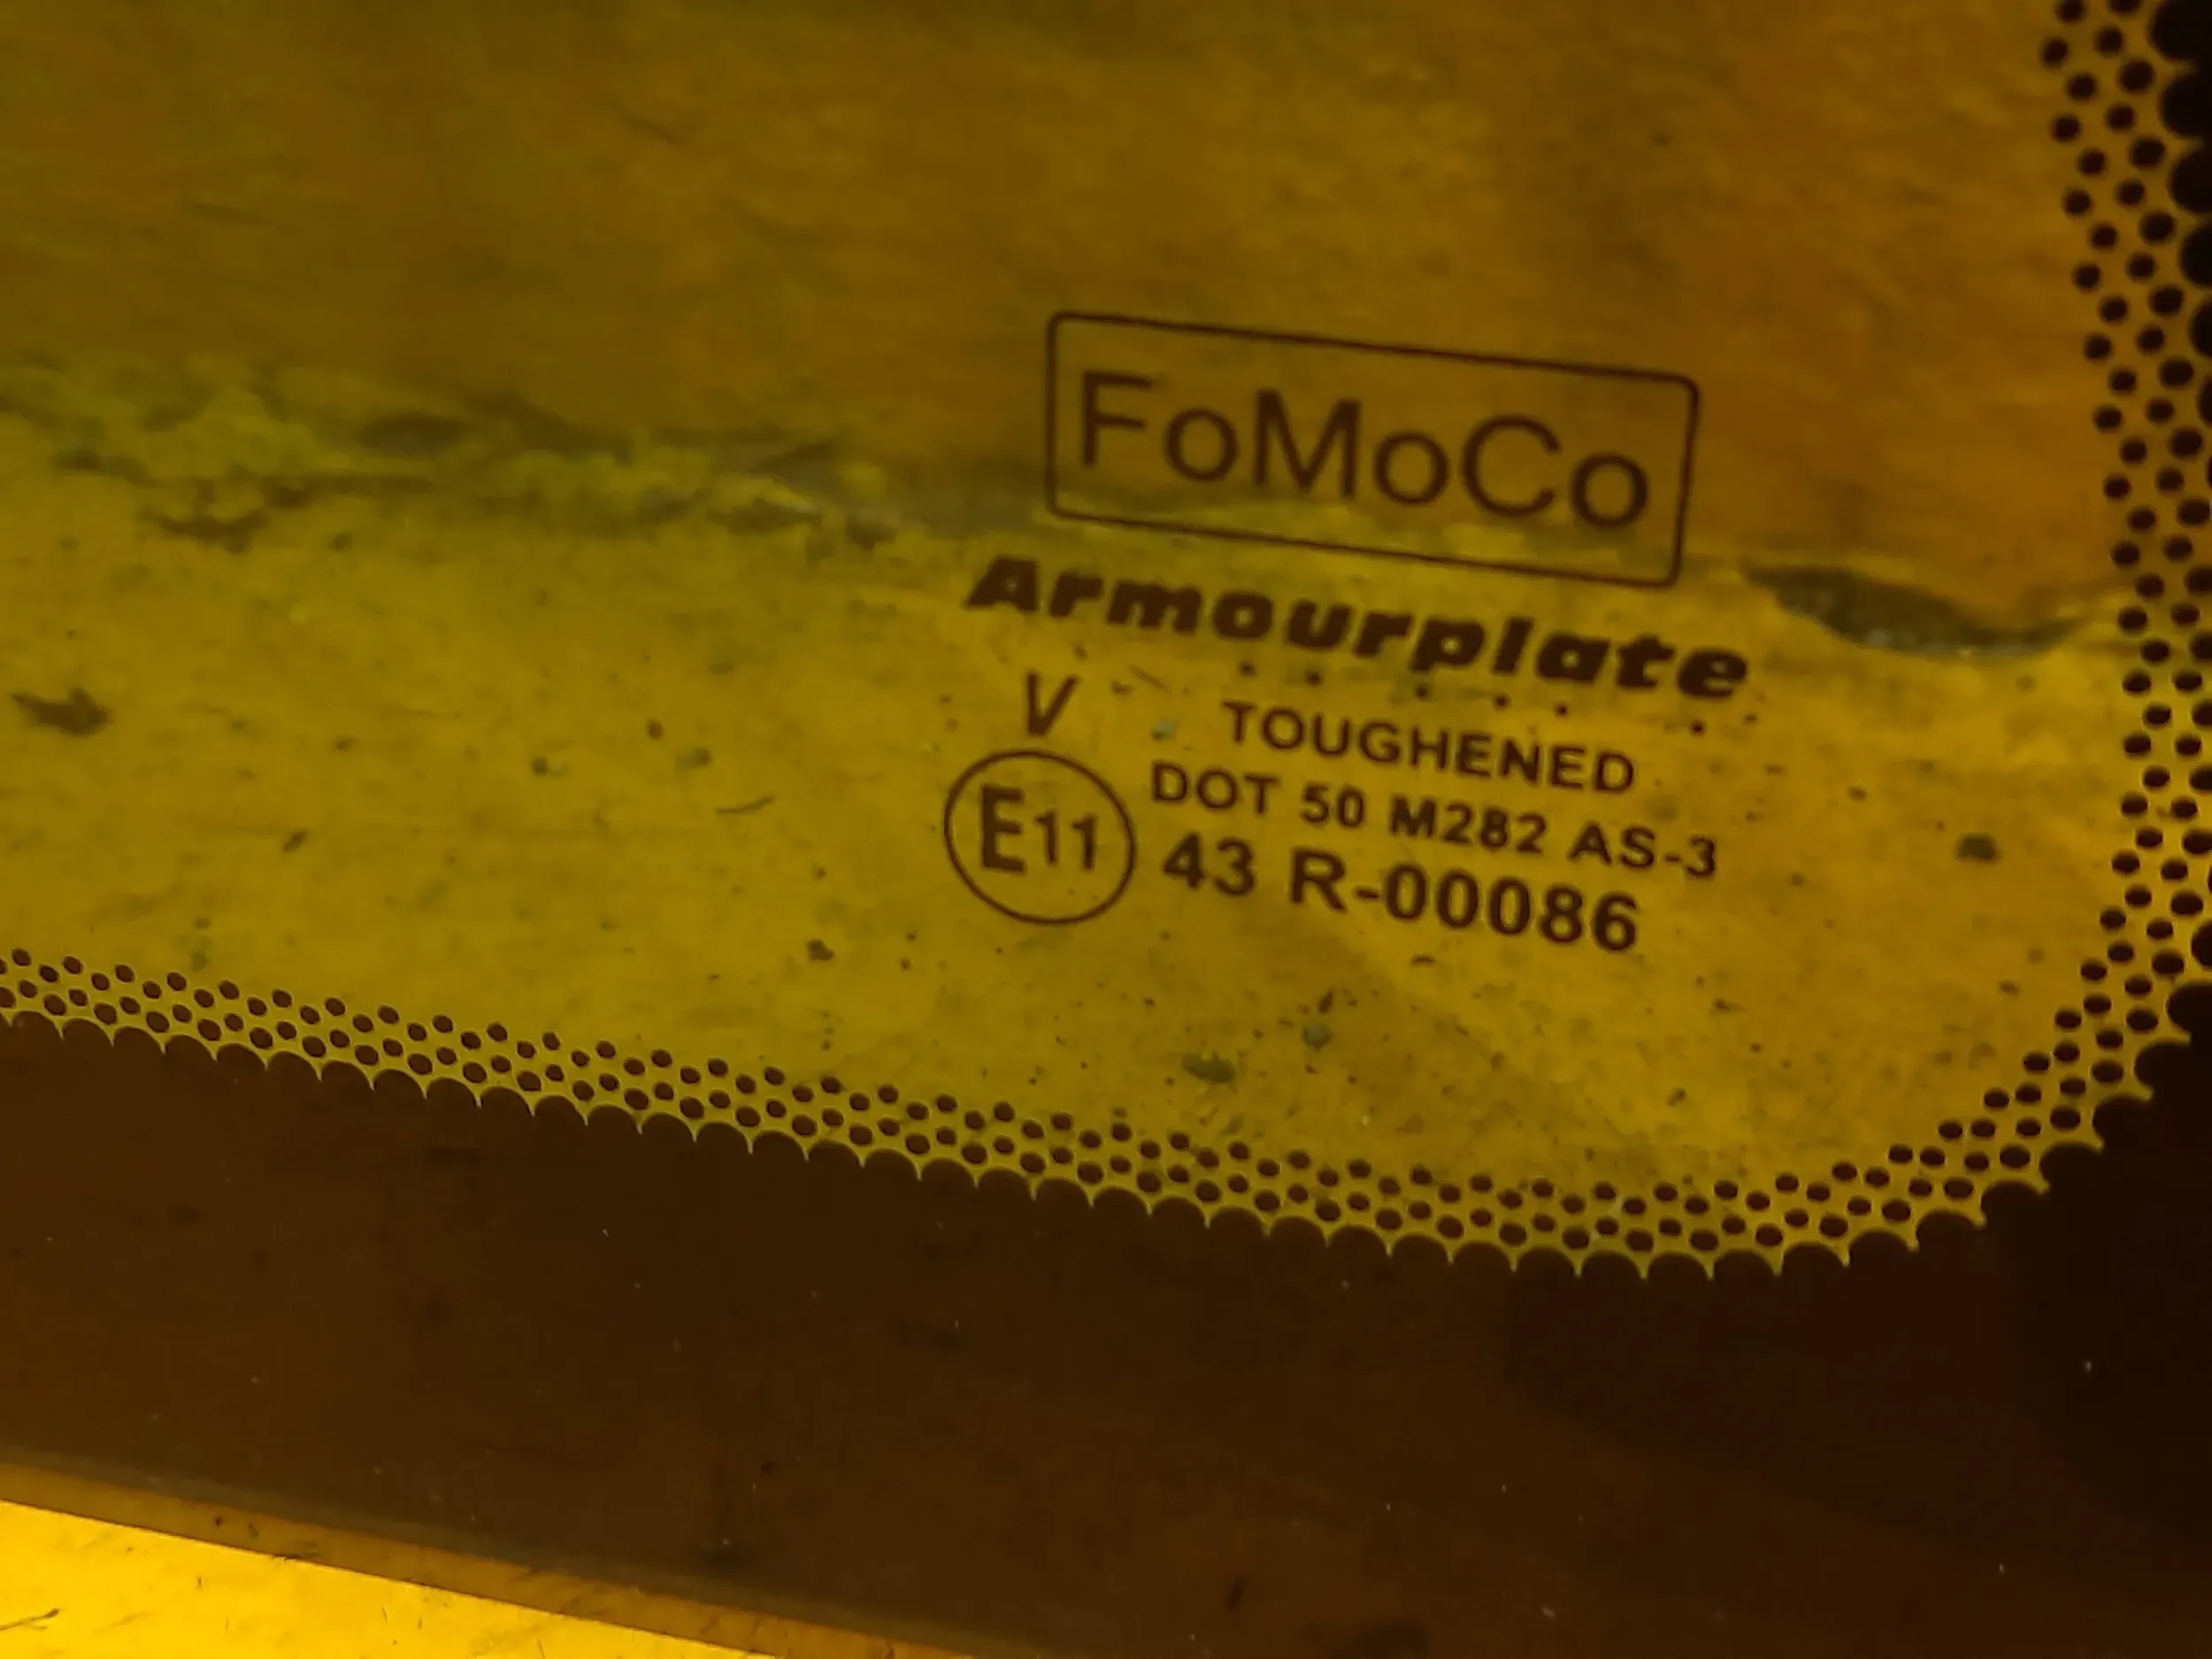 FoMoCo
Armourplate
V TOUGHENED
DOT 50 M282 AS-3
E11 43 R-00086